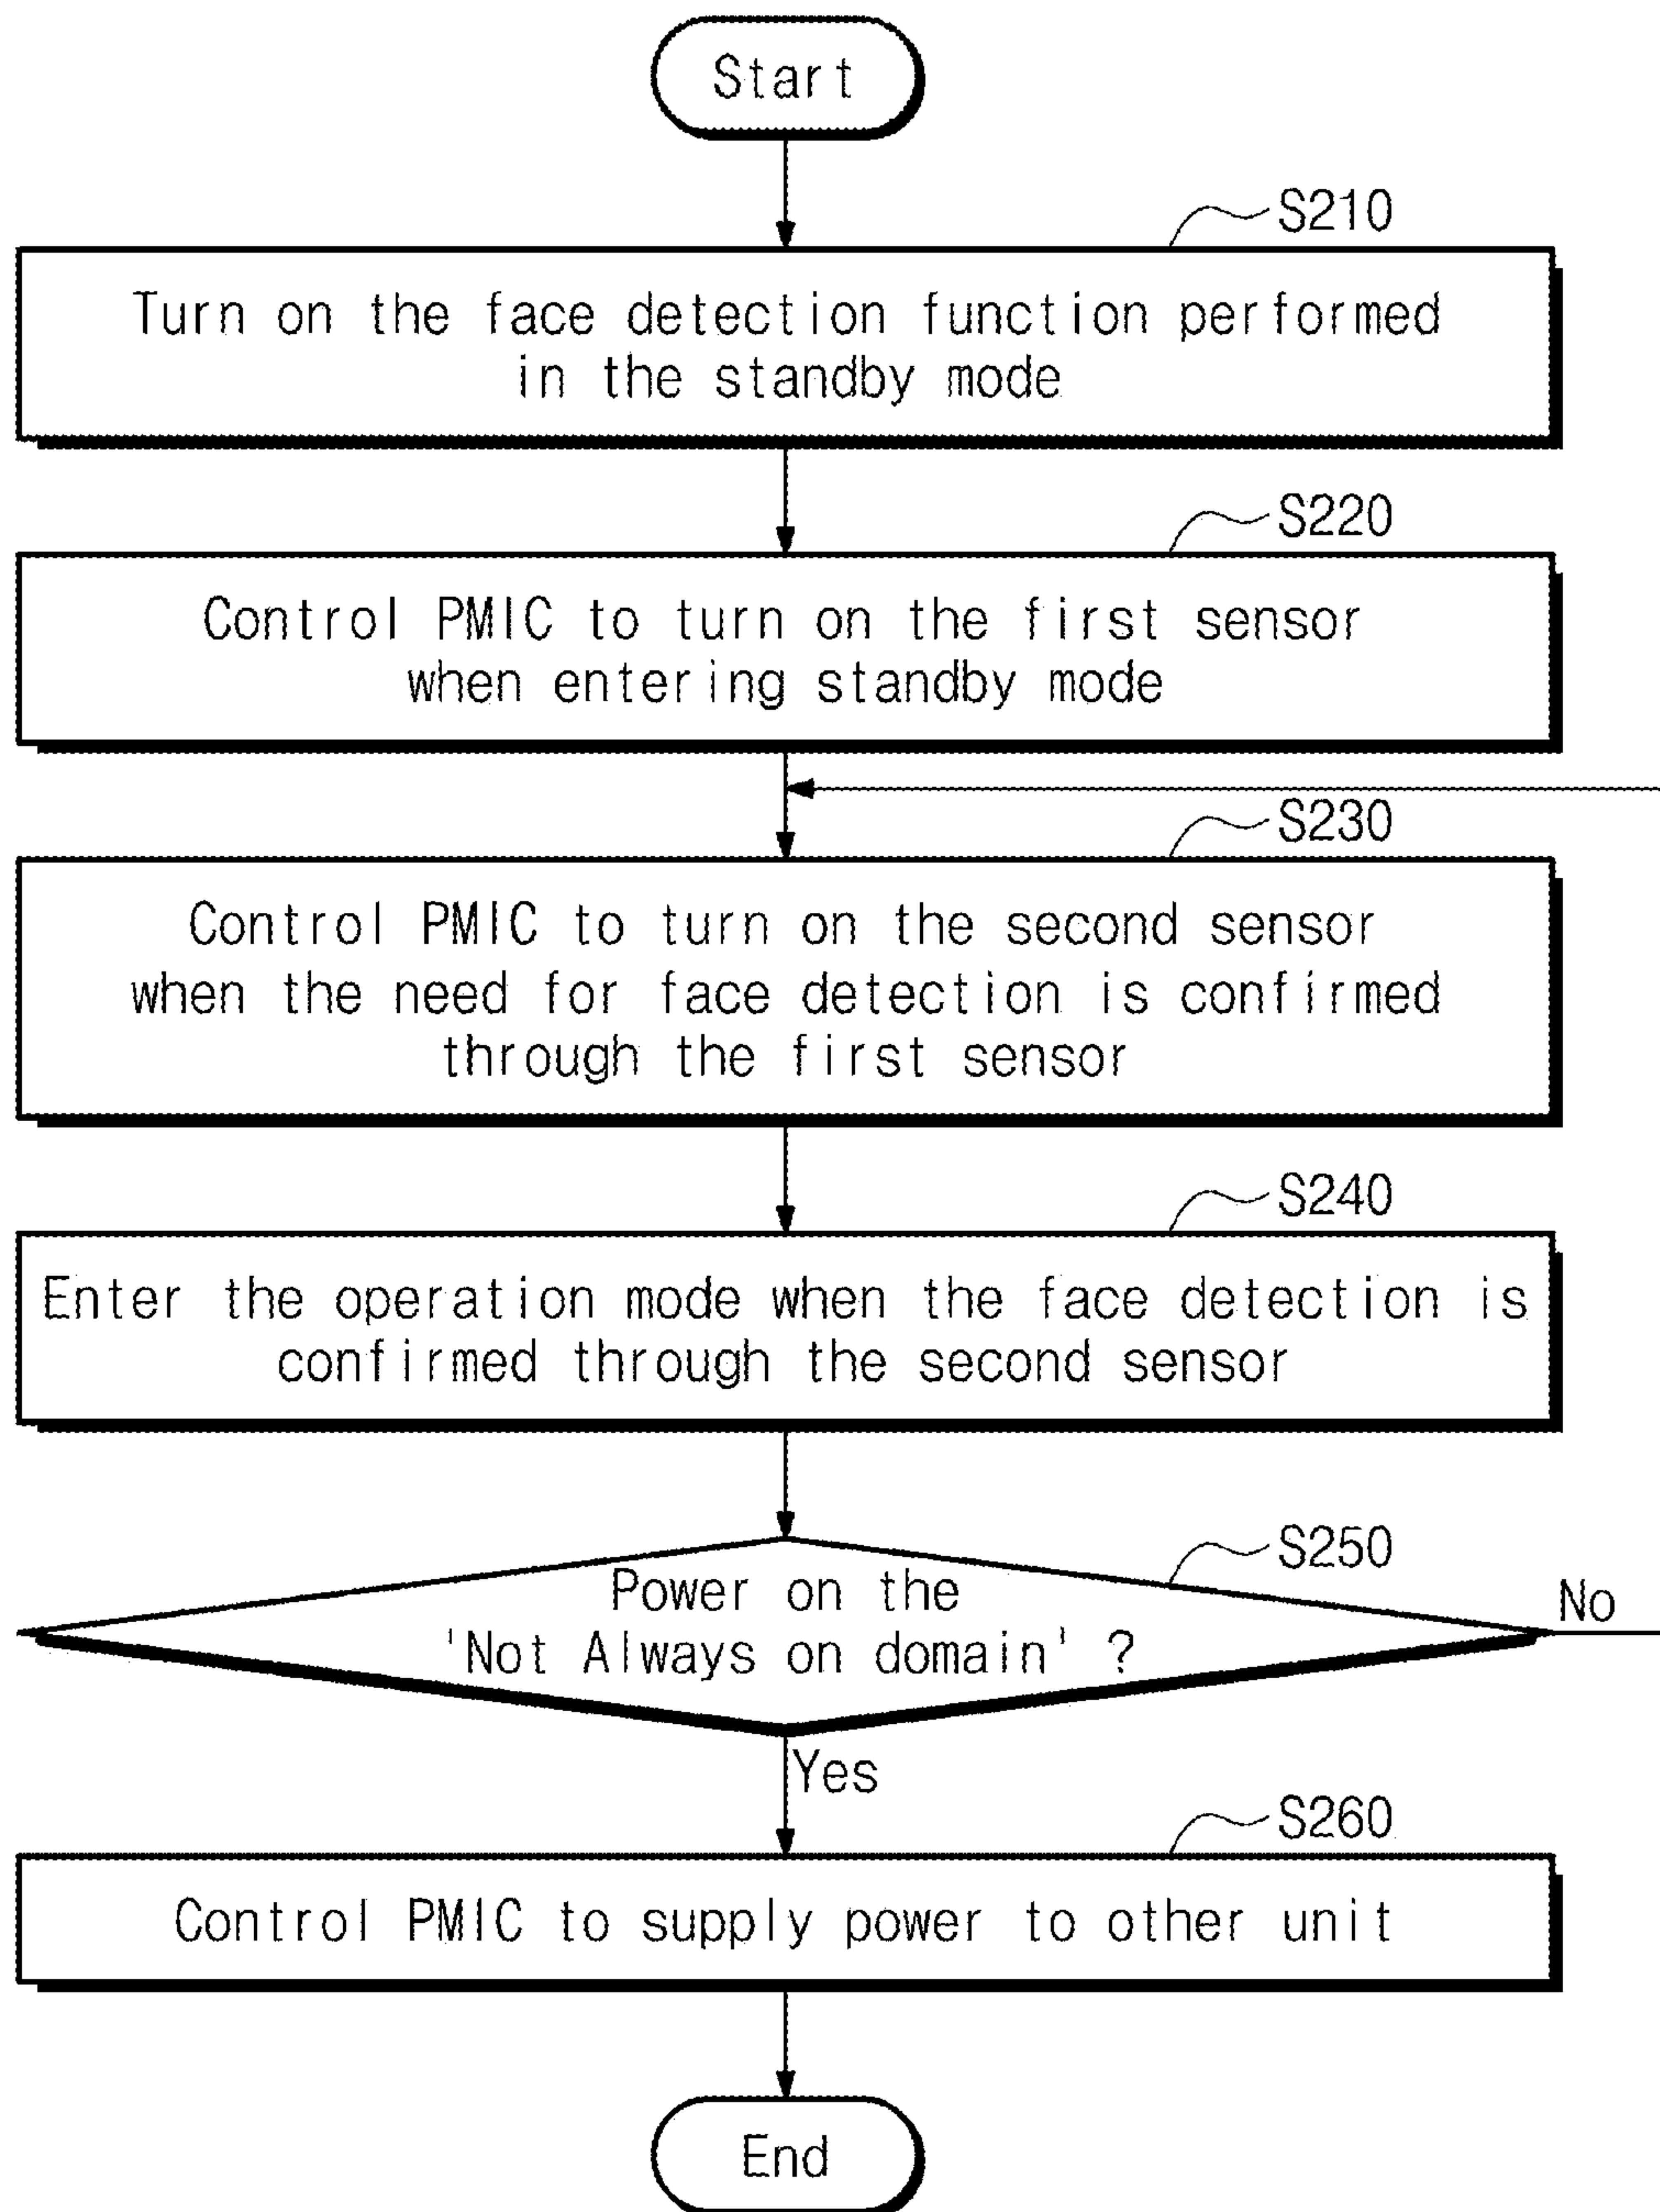 Start
S210
Turn on the face detection function performed
in the standby mode
S220
Control PMIC to turn on the first sensor
when entering standby mode
S230
Control PMIC to turn on the second sensor
when the need for face detection is confirmed
through the first sensor
S240
Enter the operation mode when the face detection is
confirmed through the second sensor
S250
Power on the
'Not Always on domain' ?
No
Yes
S260
Control PMIC to supply power to other unit
End